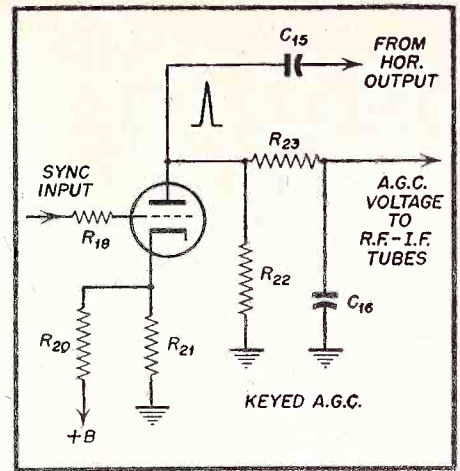 C15
FROM
HOR.
OUTPUT
R23
SYNC
INPUT
A.G.C.
VOLTAGE
TO
R.F.-I.F.
TUBES
R18
R22
C16
R20
R21
KEYED A.G.C.
+B